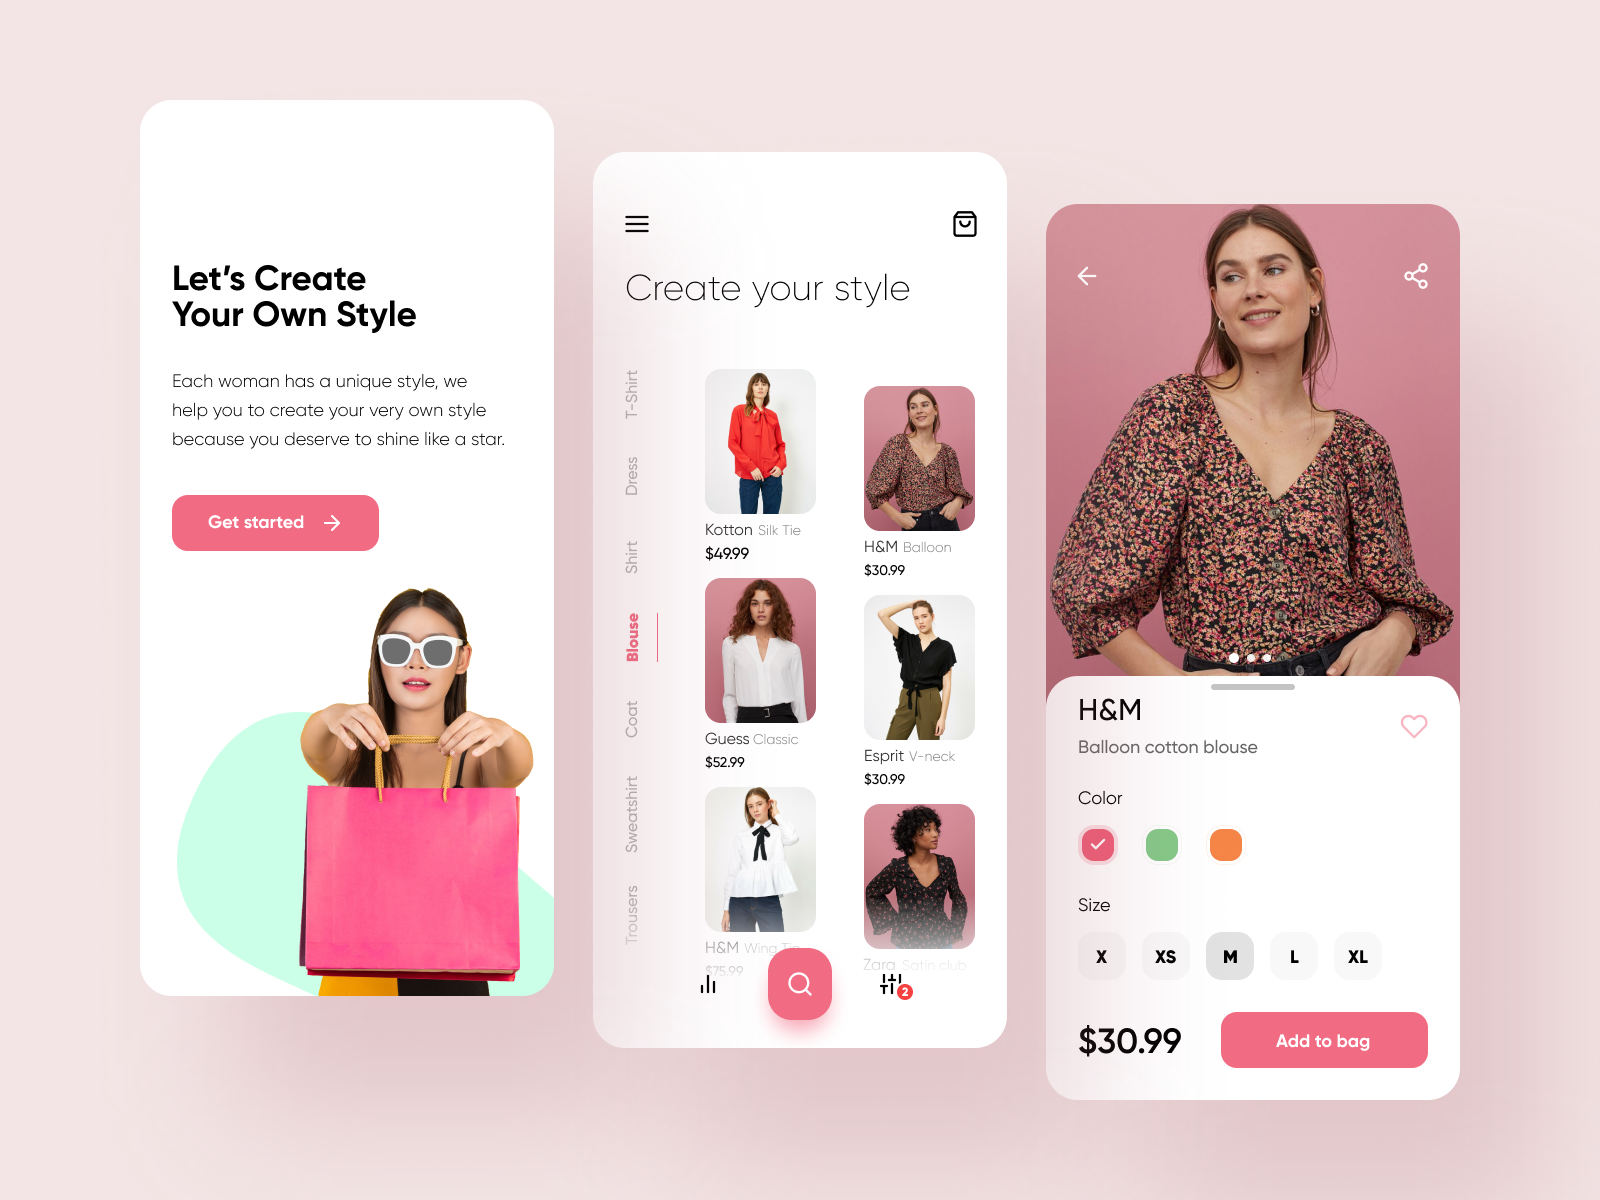 Let's Create
Your Own Style
Each woman has a unique style, we
help you to create your very own style
because you deserve to shine like a star.
Get started
Create your style
T-Shirt
Dress
Shirt
Blouse
Coat
Sweatshirt
Trousers
Kotton Silk Tie
$49.99
H&M Balloon
$30.99
Guess Classic
$52.99
Esprit V-neck
$30.99
H&M Wing Tie
$75.99
Zara Satin club
2
H&M
Balloon cotton blouse
Color
Size
X
XS
M
L
XL
$30.99
Add to bag